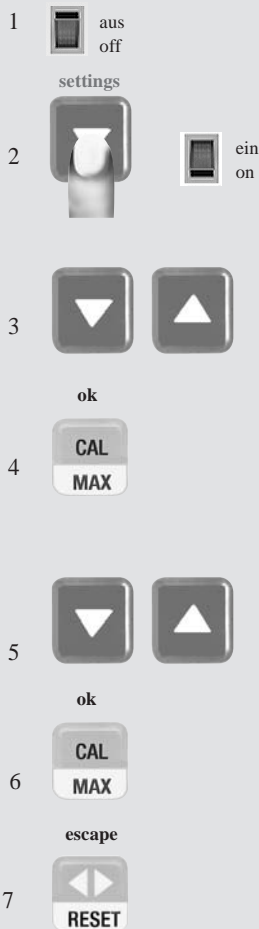 1
aus
off
settings
2
ein
on
3
ok
4
CAL
MAX
5
ok
6
CAL
MAX
escape
7
RESET